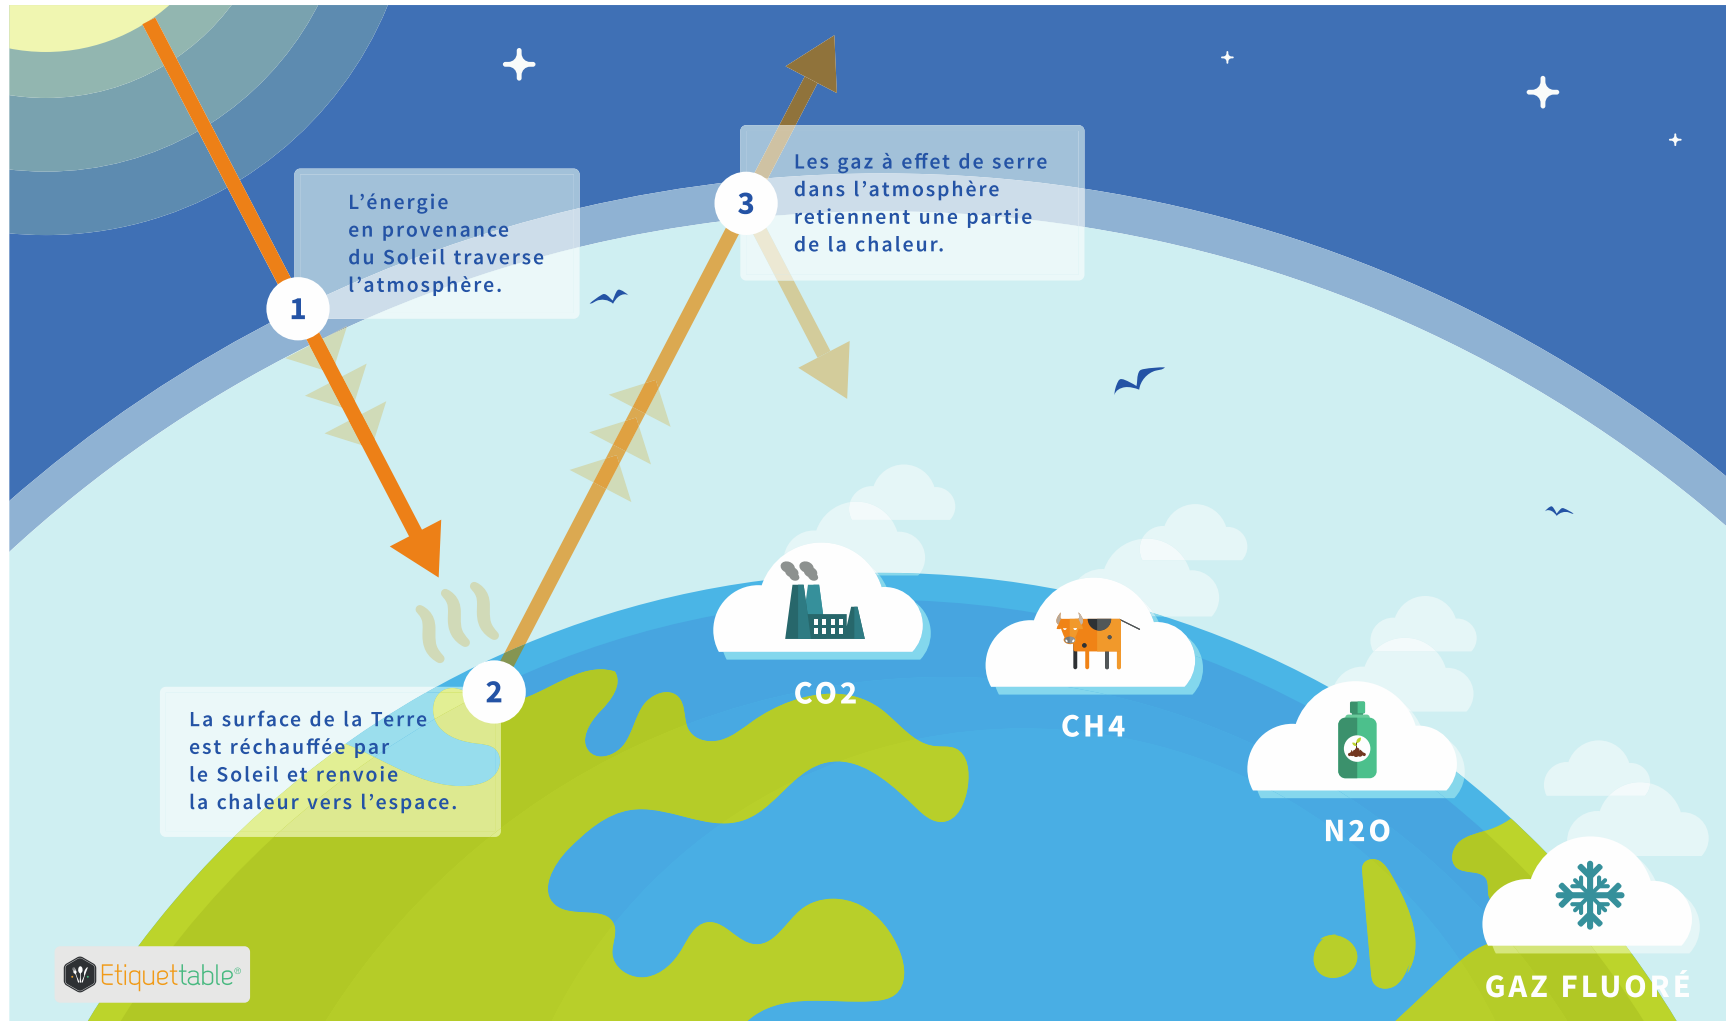 1
L'énergie
en provenance
du Soleil traverse
l'atmosphère.
3
Les gaz à effet de serre
dans l'atmosphère
retiennent une partie
de la chaleur.
2
La surface de la Terre
est réchauffée par
le Soleil et renvoie
la chaleur vers l'espace.
CO2
CH4
N2O
GAZ FLUORÉ
Etiquettable®